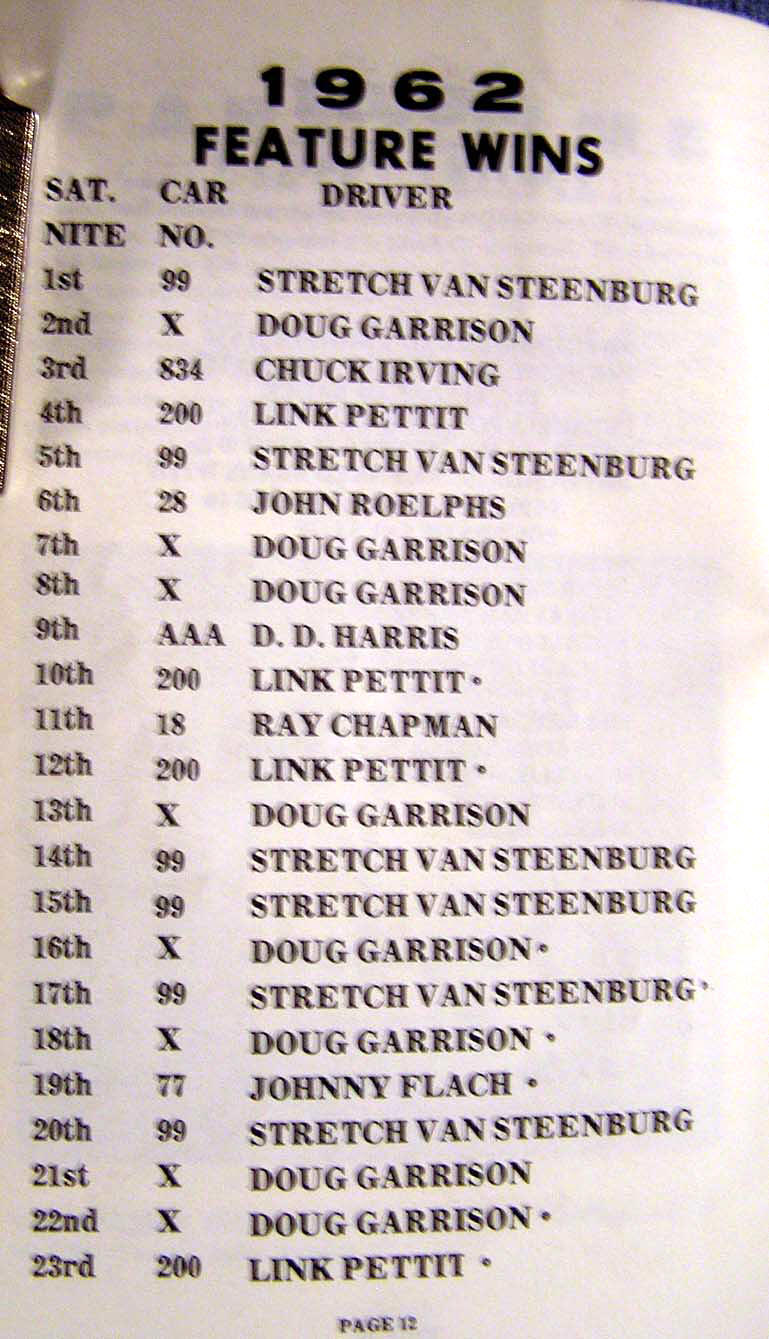 1962
FEATURE WINS
SAT. CAR DRIVER
NITE NO.
1st 99 STRETCH VAN STEENBURG
2nd X DOUG GARRISON
3rd 834 CHUCK IRVING
4th 200 LINK PETTIT
5th 99 STRETCH VAN STEENBURG
6th 28 JOHN ROELPHS
7th X DOUG GARRISON
8th X DOUG GARRISON
9th AAA D. D. HARRIS
10th 200 LINK PETTIT *
11th 18 RAY CHAPMAN
12th 200 LINK PETTIT *
13th X DOUG GARRISON
14th 99 STRETCH VAN STEENBURG
15th 99 STRETCH VAN STEENBURG
16th X DOUG GARRISON *
17th 99 STRETCH VAN STEENBURG *
18th X DOUG GARRISON *
19th 77 JOHNNY FLACH *
20th 99 STRETCH VAN STEENBURG
21st X DOUG GARRISON
22nd X DOUG GARRISON *
23rd 200 LINK PETTIT *
PAGE 12